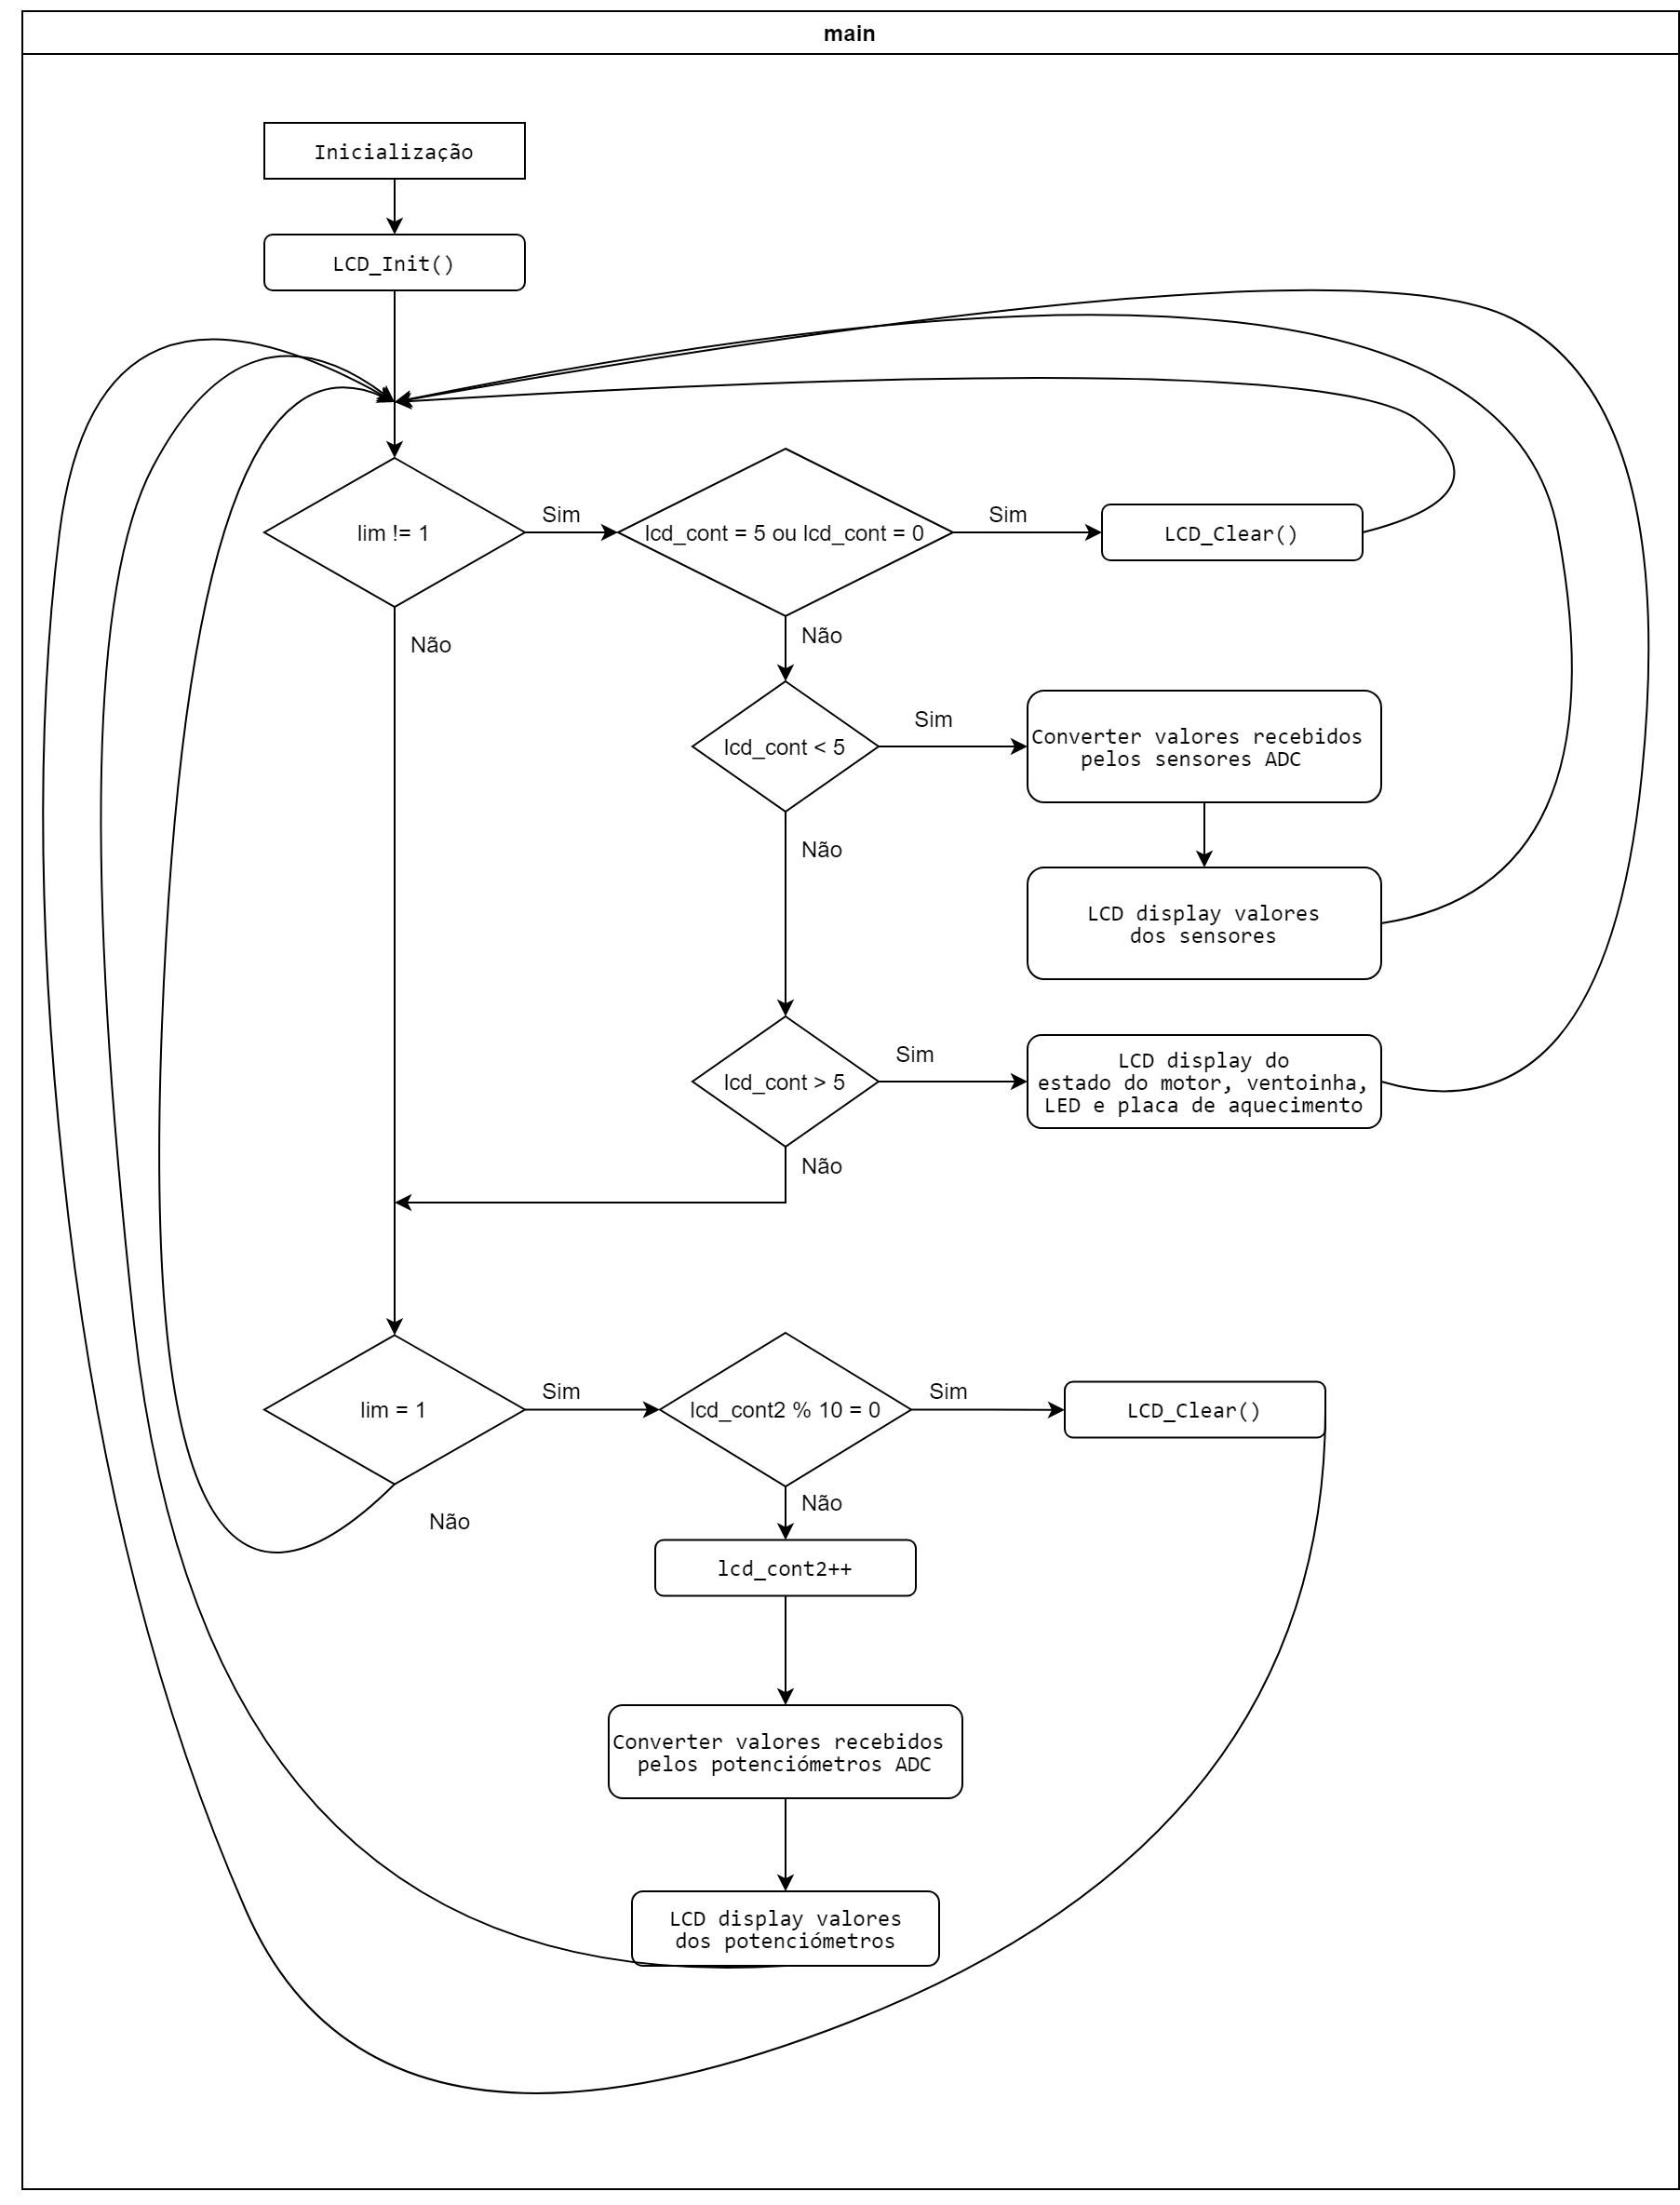 main
Inicialização
LCD_Init()
lim != 1
Sim
lcd_cont = 5 ou lcd_cont = 0
Sim
LCD_Clear()
Não
Não
lcd_cont < 5
Sim
Converter valores recebidos
pelos sensores ADC
Não
LCD display valores
dos sensores
lcd_cont > 5
Sim
LCD display do
estado do motor, ventoinha,
LED e placa de aquecimento
Não
lim = 1
Sim
lcd_cont2 % 10 = 0
Sim
LCD_Clear()
Não
Não
lcd_cont2++
Converter valores recebidos
pelos potenciómetros ADC
LCD display valores
dos potenciómetros